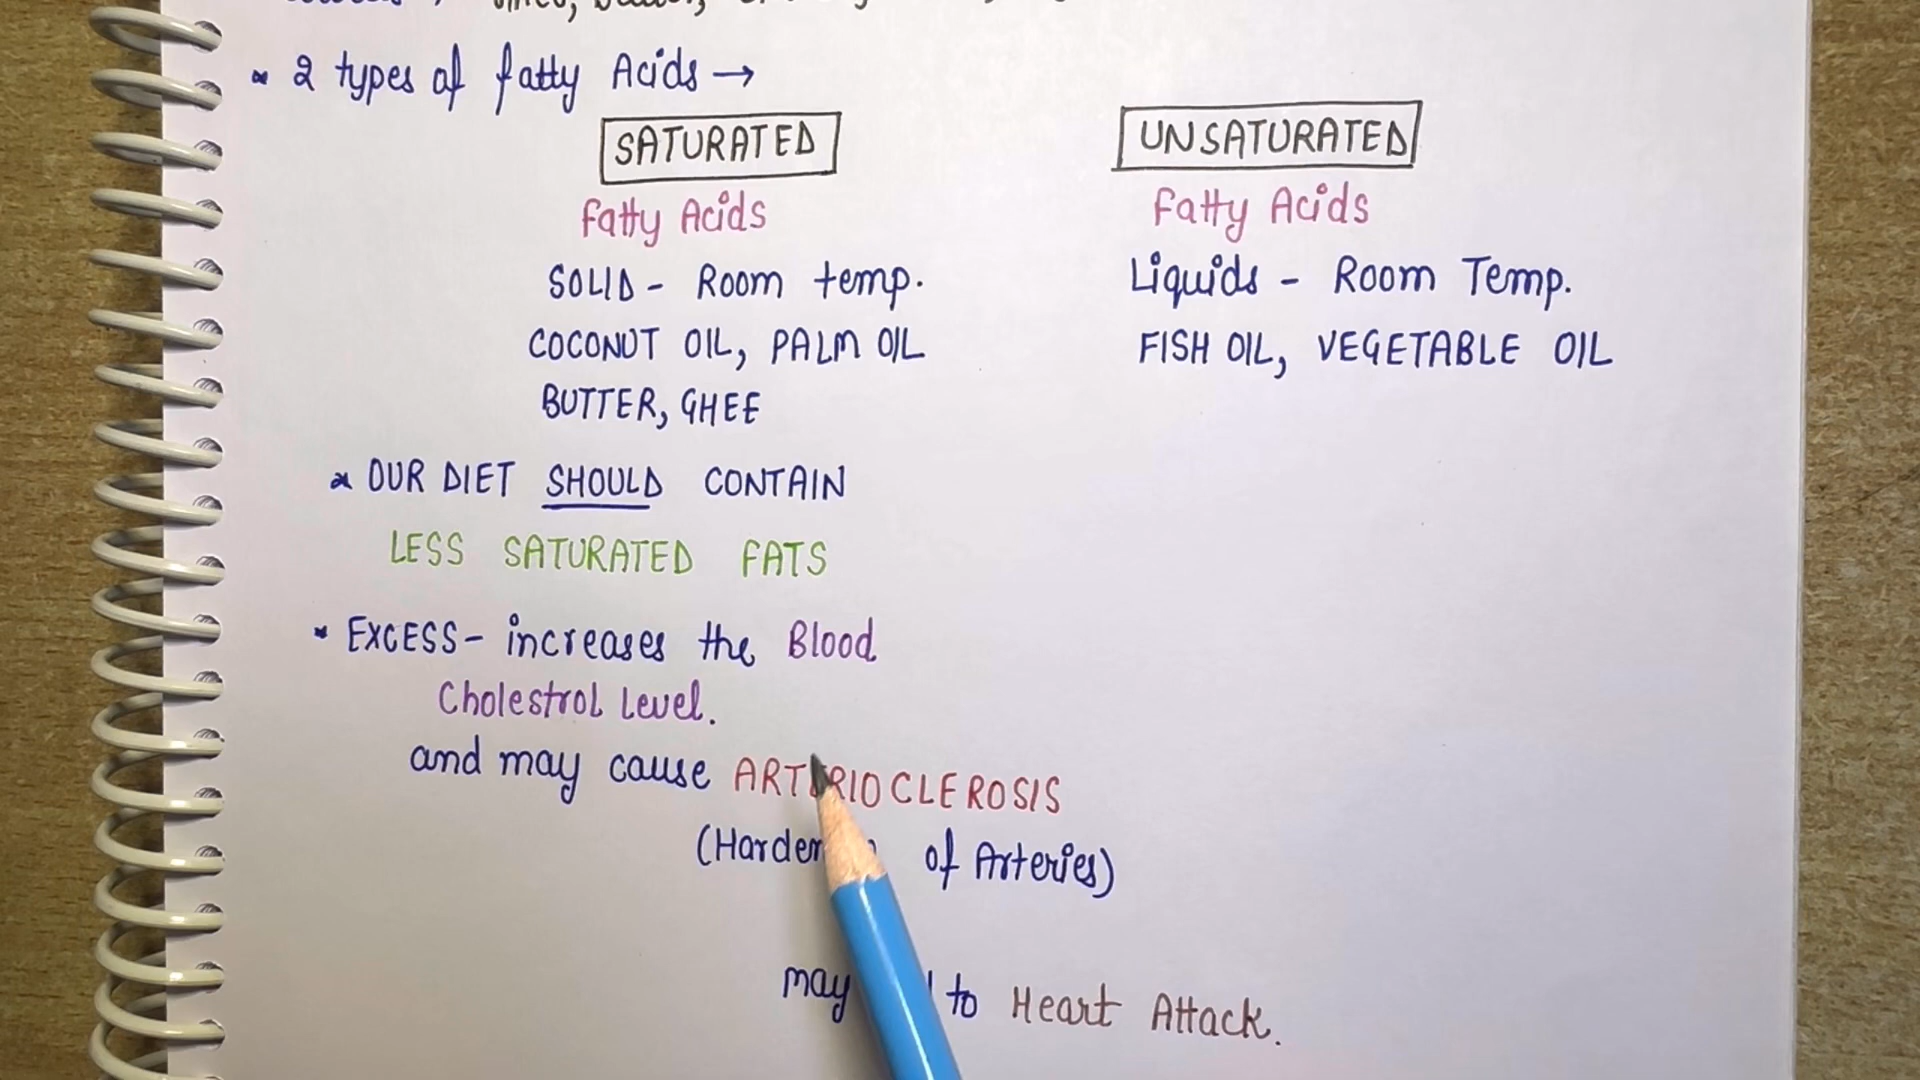 * 2 types of fatty Acids →
SATURATED
Fatty Acids
SOLID - Room temp.
COCONUT OIL, PALM OIL
BUTTER, GHEE
UNSATURATED
Fatty Acids
Liquids - Room Temp.
FISH OIL, VEGETABLE OIL
* OUR DIET SHOULD CONTAIN
LESS SATURATED FATS
* EXCESS - increases the Blood
Cholestrol Level.
and may cause ARTERIOCLEROSIS
of Arteries)
may to Heart Attack.